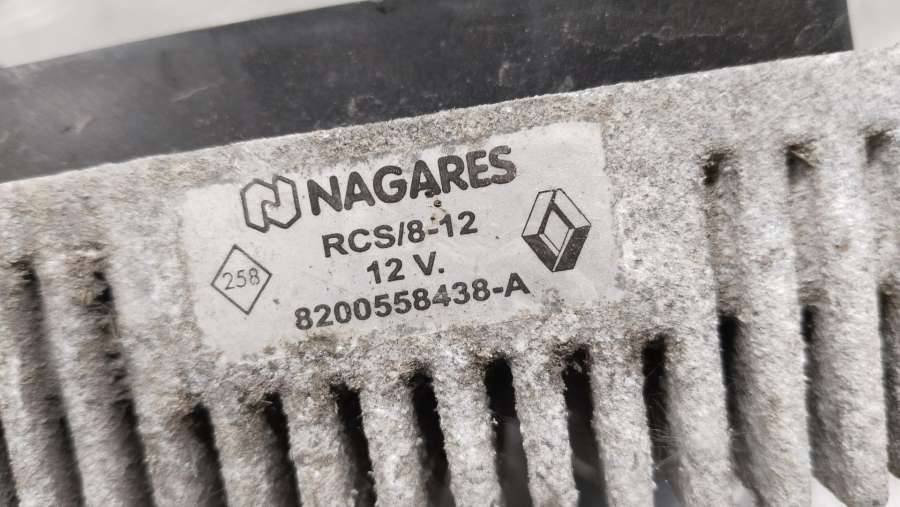 NAGARES
RCS/8-12
258
12 V.
8200558438-A